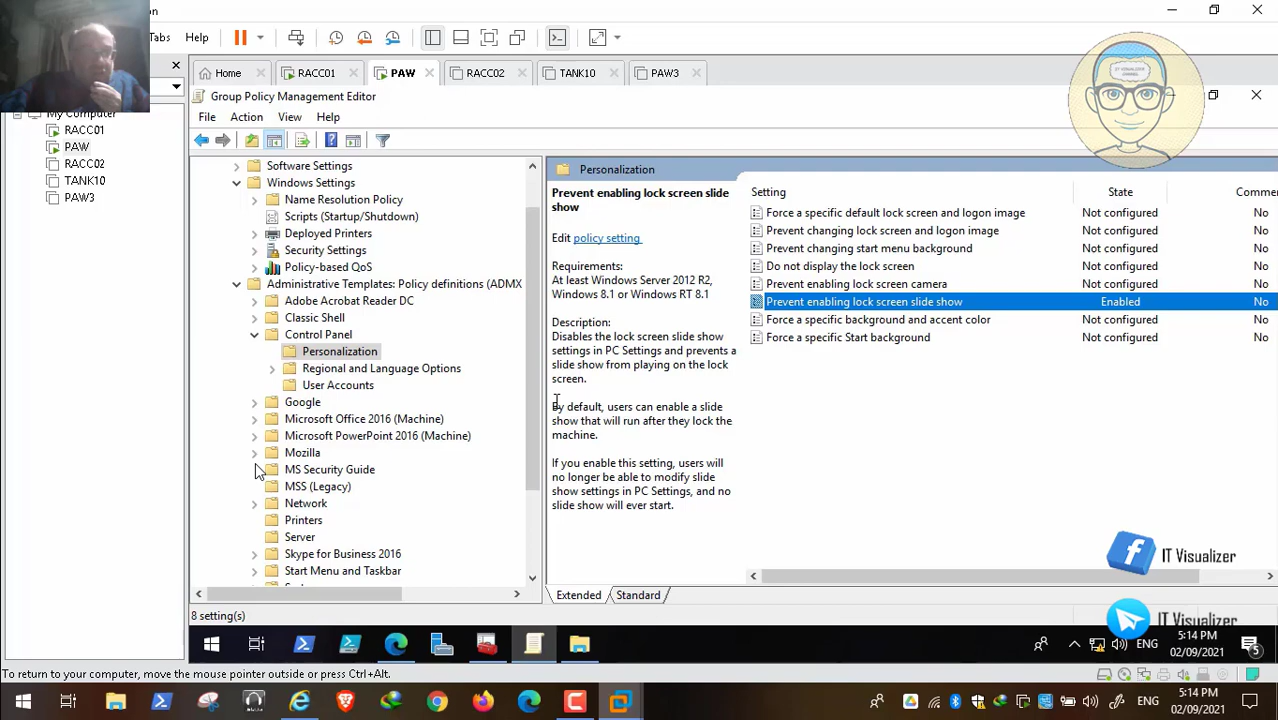 on
Tabs
Help
Home
RACC01
PAW
RACC02
TANK10
PAW3
IT VISUALIZER
CHANNEL
My Computer
RACC01
PAW
RACC02
TANK10
PAW3
Group Policy Management Editor
File
Action
View
Help
Software Settings
Windows Settings
Name Resolution Policy
Scripts (Startup/Shutdown)
Deployed Printers
Security Settings
Policy-based QoS
Administrative Templates: Policy definitions (ADMX
Adobe Acrobat Reader DC
Classic Shell
Control Panel
Personalization
Regional and Language Options
User Accounts
Google
Microsoft Office 2016 (Machine)
Microsoft PowerPoint 2016 (Machine)
Mozilla
MS Security Guide
MSS (Legacy)
Network
Printers
Server
Skype for Business 2016
Start Menu and Taskbar
Personalization
Prevent enabling lock screen slide
show
Edit policy setting
Requirements:
At least Windows Server 2012 R2,
Windows 8.1 or Windows RT 8.1
Description:
Disables the lock screen slide show
settings in PC Settings and prevents a
slide show from playing on the lock
screen.
By default, users can enable a slide
show that will run after they lock the
machine.
If you enable this setting, users will
no longer be able to modify slide
show settings in PC Settings, and no
slide show will ever start.
Setting State Comme
Force a specific default lock screen and logon image Not configured No
Prevent changing lock screen and logon image Not configured No
Prevent changing start menu background Not configured No
Do not display the lock screen Not configured No
Prevent enabling lock screen camera Not configured No
Prevent enabling lock screen slide show Enabled No
Force a specific background and accent color Not configured No
Force a specific Start background Not configured No
IT Visualizer
IT Visualizer
Extended
Standard
8 setting(s)
ENG
5:14 PM
02/09/2021
5
To return to your computer, move the mouse pointer outside or press Ctrl+Alt.
ENG
5:14 PM
02/09/2021